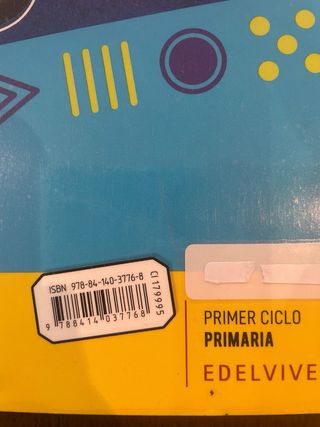 ISBN 978-84-140-3776-8
CI 179995
9 788414 037768
PRIMER CICLO
PRIMARIA
EDELVIVE